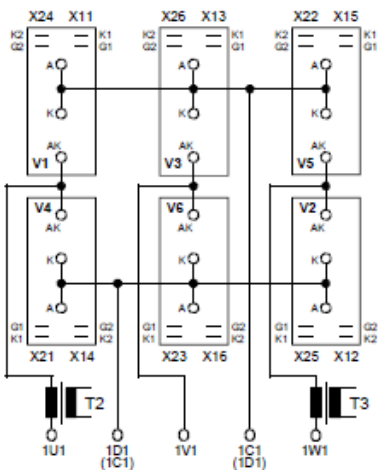 X24 X11 X26 X13 X22 X15
K2 K1 K2 K1 K2 K1
G2 G1 G2 G1 G2 G1
A A A
K K K
AK AK AK
V1 V3 V5
V4 V6 V2
AK AK AK
K K K
A A A
G1 G2 G1 G2 G1 G2
K1 K2 K1 K2 K1 K2
X21 X14 X23 X16 X25 X12
T2 T3
1U1 1D1 1V1 1C1 1W1
(1C1) (1D1)